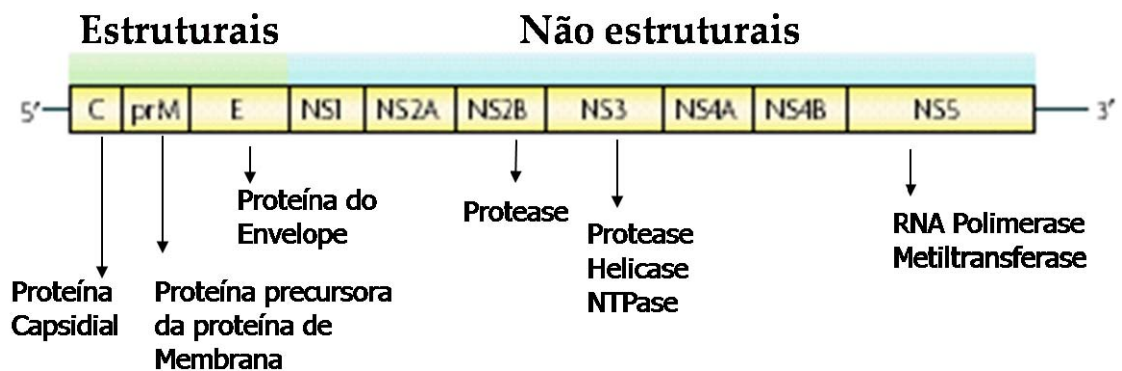 Estruturais
Não estruturais
5′ C prM E NS1 NS2A NS2B NS3 NS4A NS4B NS5 3′
Proteína do
Envelope
Protease
Protease
Helicase
NTPase
RNA Polimerase
Metiltransferase
Proteína
Capsidial
Proteína precursora
da proteína de
Membrana